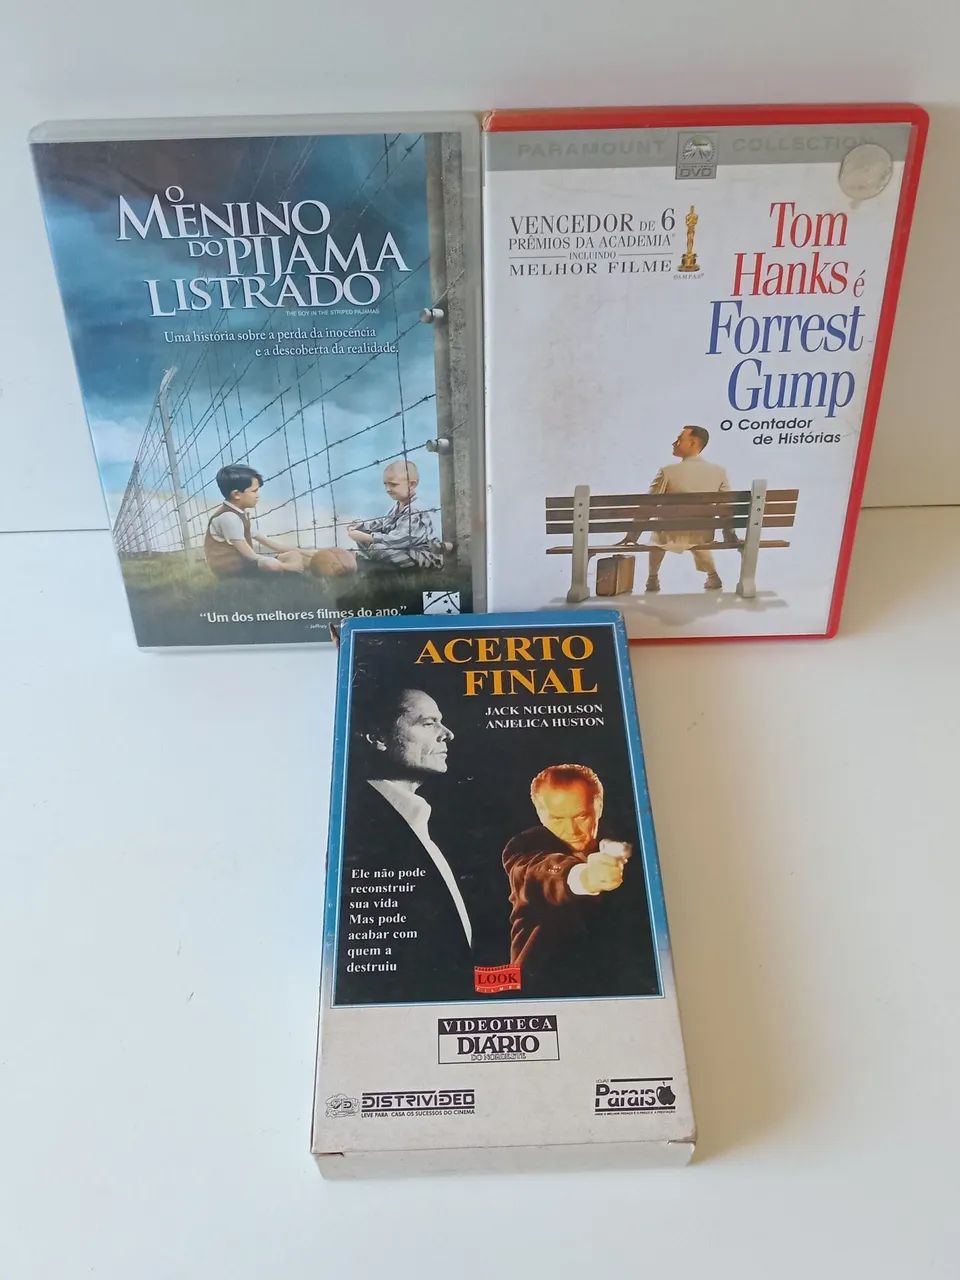 O
MENINO
DO PIJAMA
LISTRADO
THE BOY IN THE STRIPED PAJAMAS
Uma história sobre a perda da inocência
e a descoberta da realidade.
"Um dos melhores filmes do ano."
PARAMOUNT COLLECTION
DVD
VENCEDOR DE 6
PRÊMIOS DA ACADEMIA
INCLUINDO
MELHOR FILME
Tom
Hanks é
Forrest
Gump
O Contador
de Histórias
ACERTO
FINAL
JACK NICHOLSON
ANJELICA HUSTON
Ele não pode
reconstruir
sua vida
Mas pode
acabar com
quem a
destruiu
LOOK
FILMES
VIDEOTECA
DIÁRIO
DO NORDESTE
DISTRIVIDEO
LEVE PARA CASA OS SUCESSOS DO CINEMA
LOJAS
Paraiso